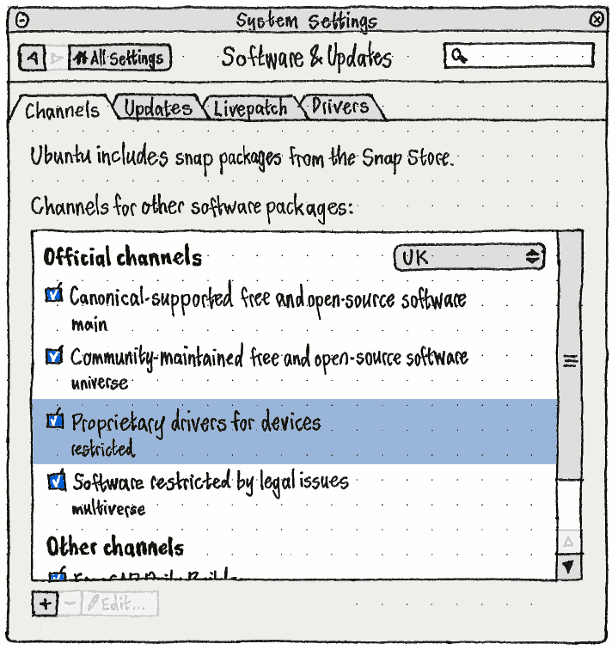 System Settings
All Settings
Software & Updates
Channels
Updates
Livepatch
Drivers
Ubuntu includes snap packages from the Snap Store.
Channels for other software packages:
Official channels
UK
Canonical-supported free and open-source software
main
Community-maintained free and open-source software
universe
Proprietary drivers for devices
restricted
Software restricted by legal issues
multiverse
Other channels
Edit...